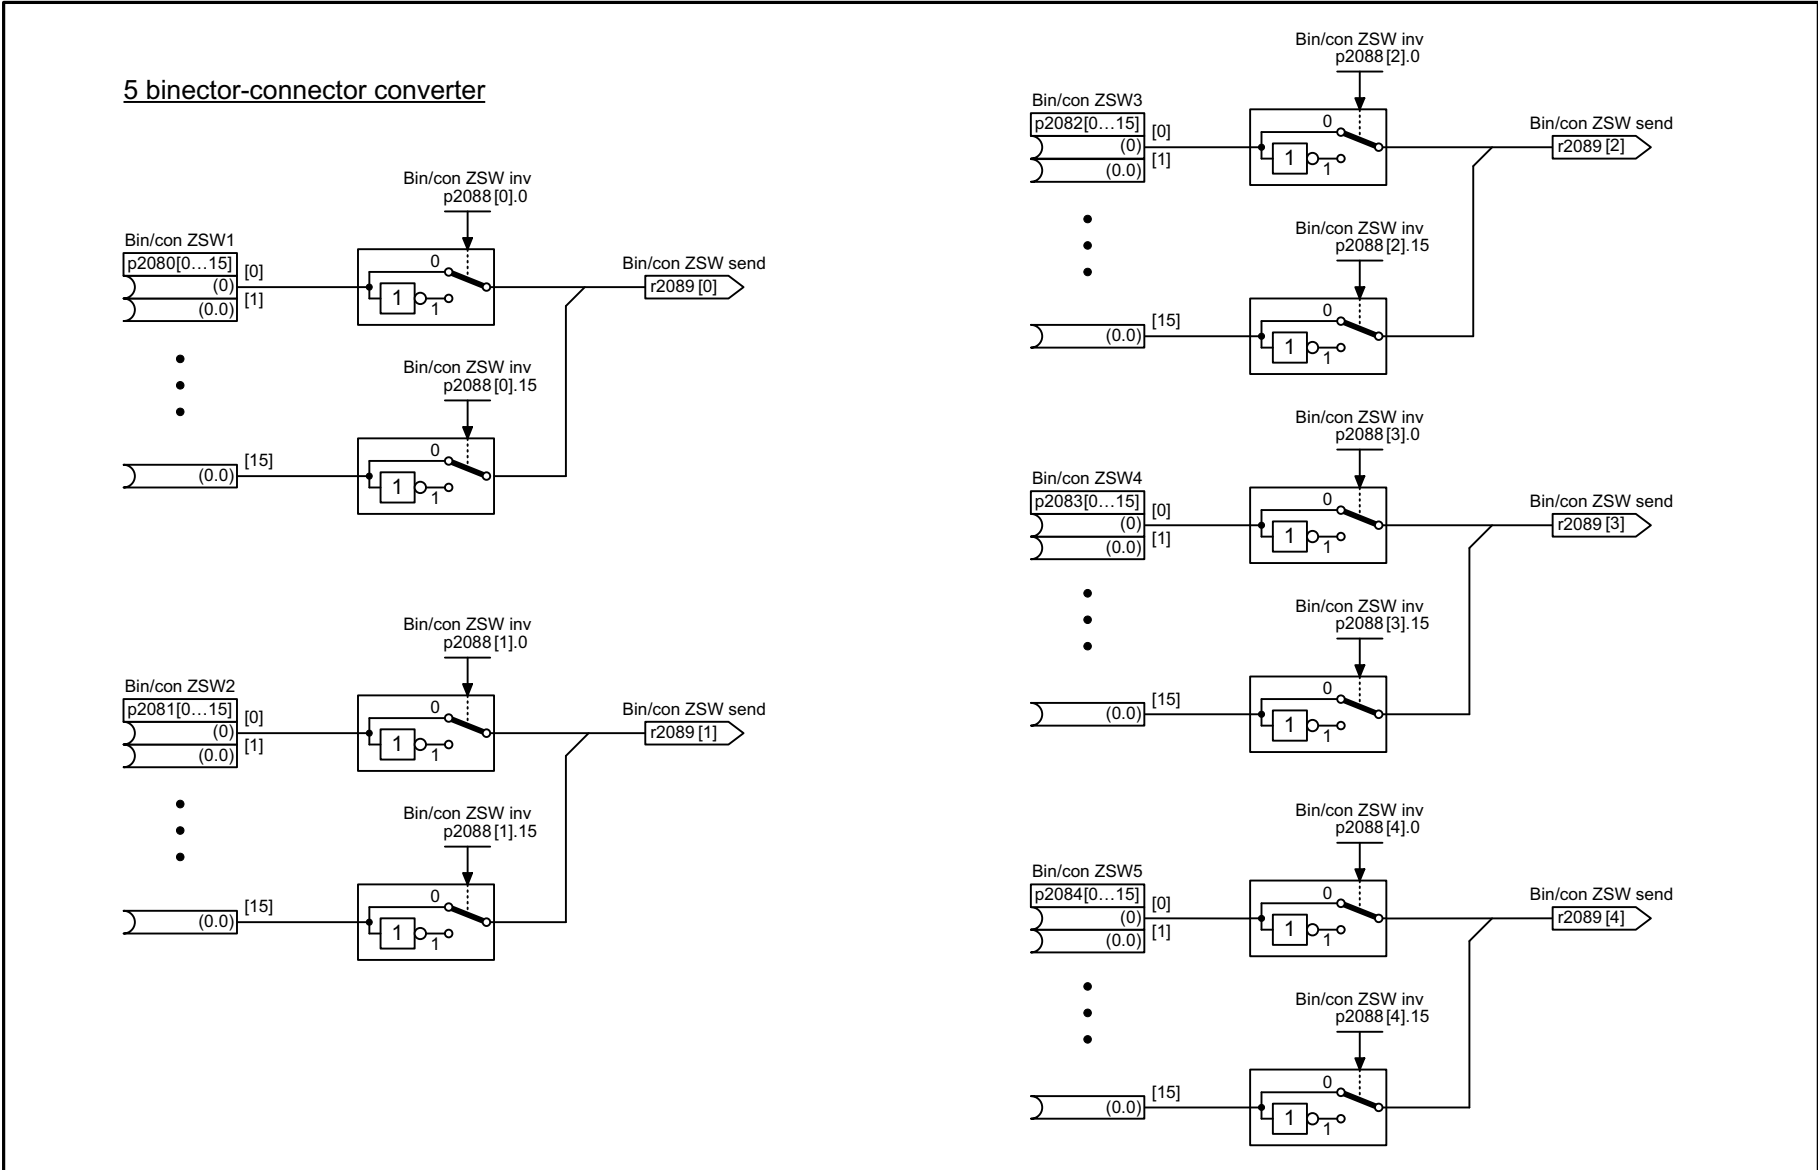 5 binector-connector converter
Bin/con ZSW inv
p2088[0].0
Bin/con ZSW1
p2080[0...15]
[0]
(0)
[1]
(0.0)
0
1
1
Bin/con ZSW send
r2089[0]
Bin/con ZSW inv
p2088[0].15
[15]
(0.0)
0
1
1
Bin/con ZSW inv
p2088[1].0
Bin/con ZSW2
p2081[0...15]
[0]
(0)
[1]
(0.0)
0
1
1
Bin/con ZSW send
r2089[1]
Bin/con ZSW inv
p2088[1].15
[15]
(0.0)
0
1
1
Bin/con ZSW inv
p2088[2].0
Bin/con ZSW3
p2082[0...15]
[0]
(0)
[1]
(0.0)
0
1
1
Bin/con ZSW send
r2089[2]
Bin/con ZSW inv
p2088[2].15
[15]
(0.0)
0
1
1
Bin/con ZSW inv
p2088[3].0
Bin/con ZSW4
p2083[0...15]
[0]
(0)
[1]
(0.0)
0
1
1
Bin/con ZSW send
r2089[3]
Bin/con ZSW inv
p2088[3].15
[15]
(0.0)
0
1
1
Bin/con ZSW inv
p2088[4].0
Bin/con ZSW5
p2084[0...15]
[0]
(0)
[1]
(0.0)
0
1
1
Bin/con ZSW send
r2089[4]
Bin/con ZSW inv
p2088[4].15
[15]
(0.0)
0
1
1